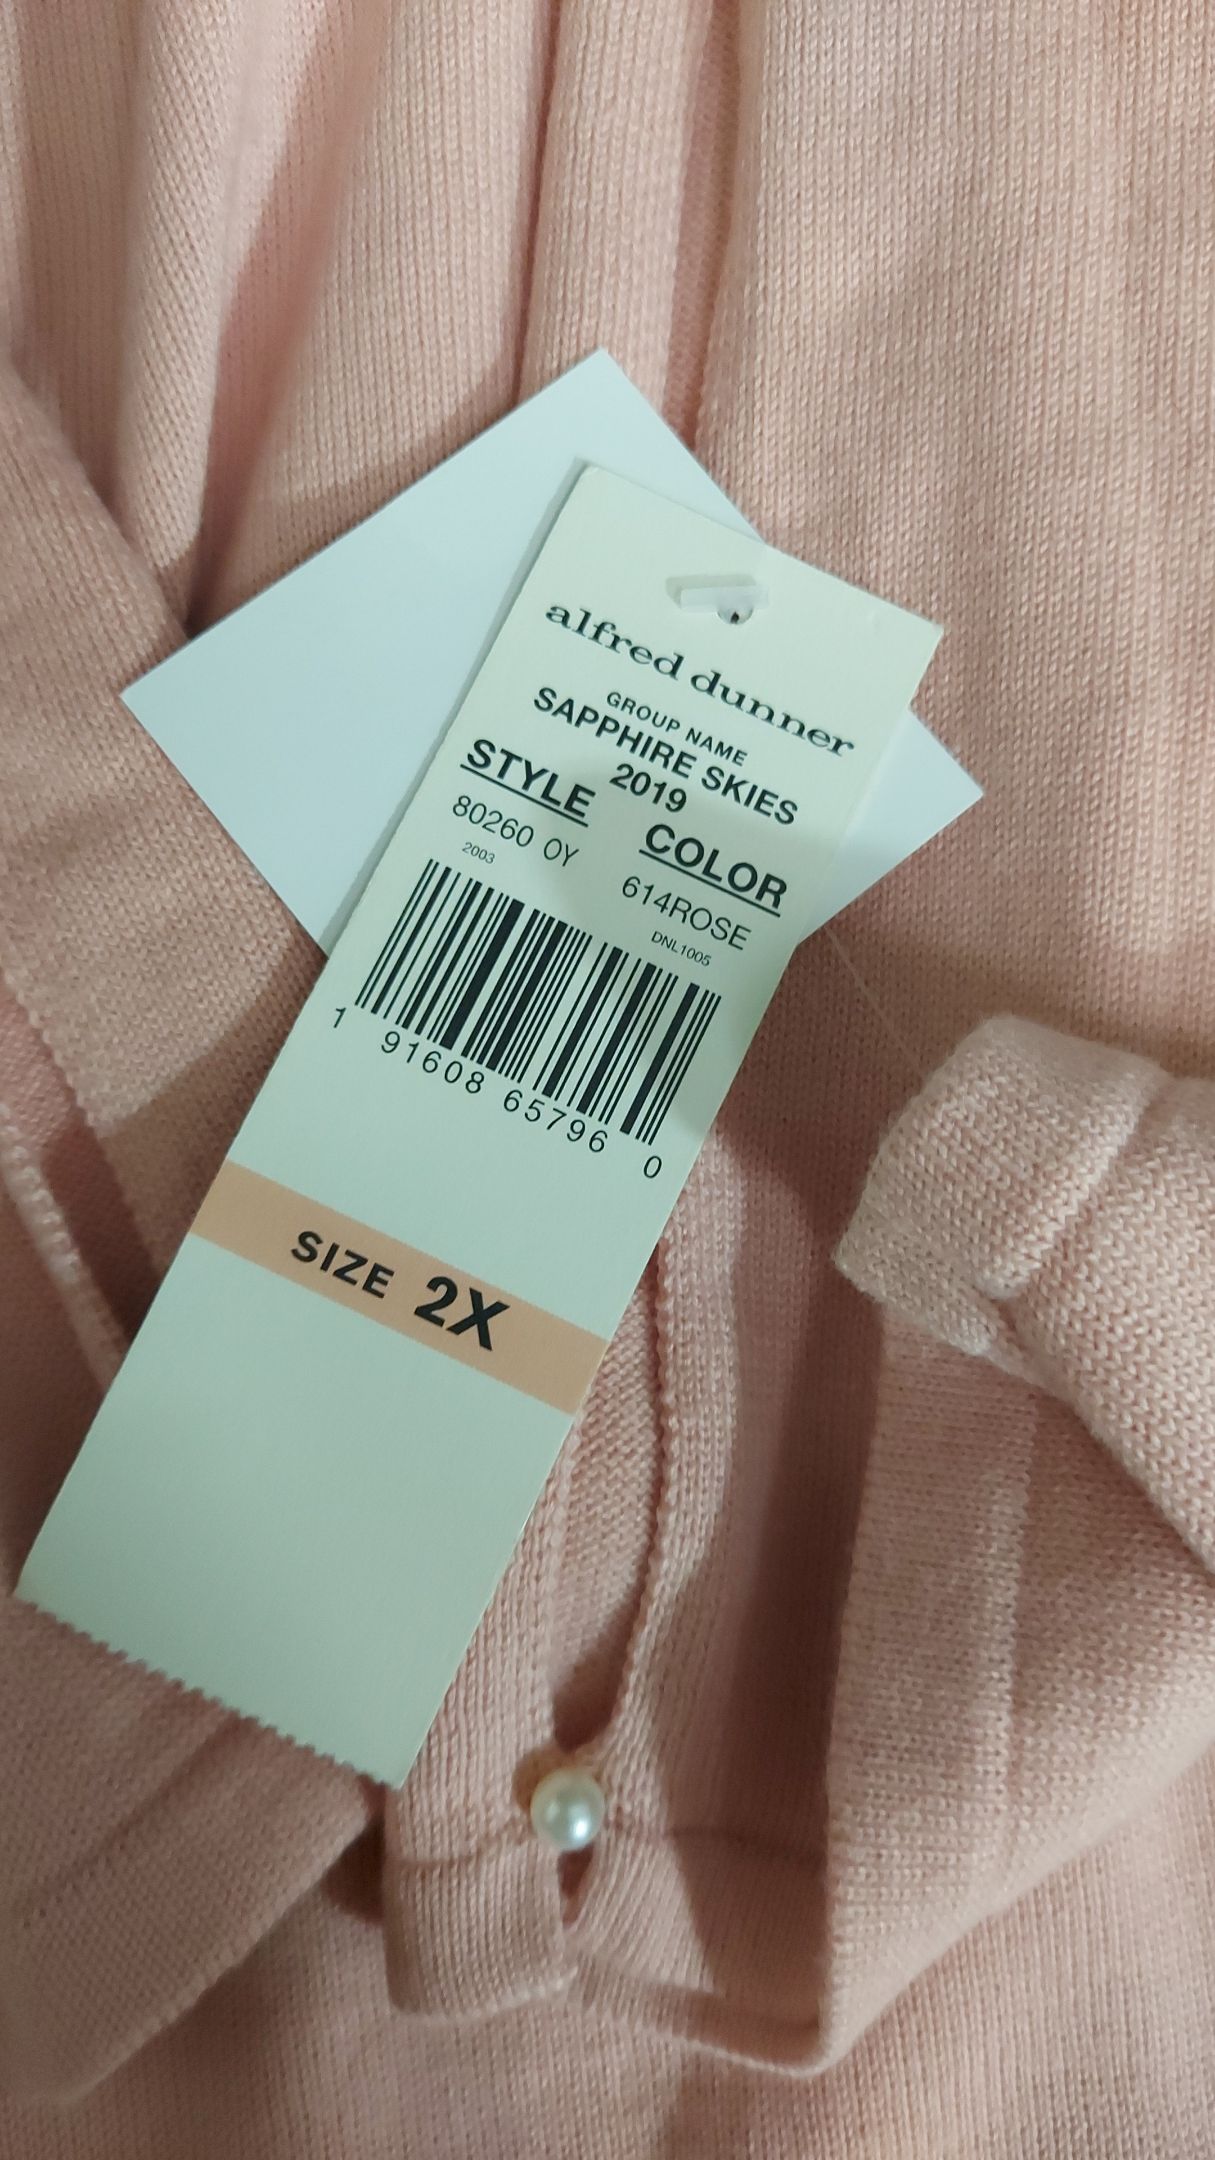 alfred dunner
GROUP NAME
SAPPHIRE SKIES
2019
STYLE COLOR
80260 OY 614ROSE
2003 DNL1005
1 91608 65796 0
SIZE 2X